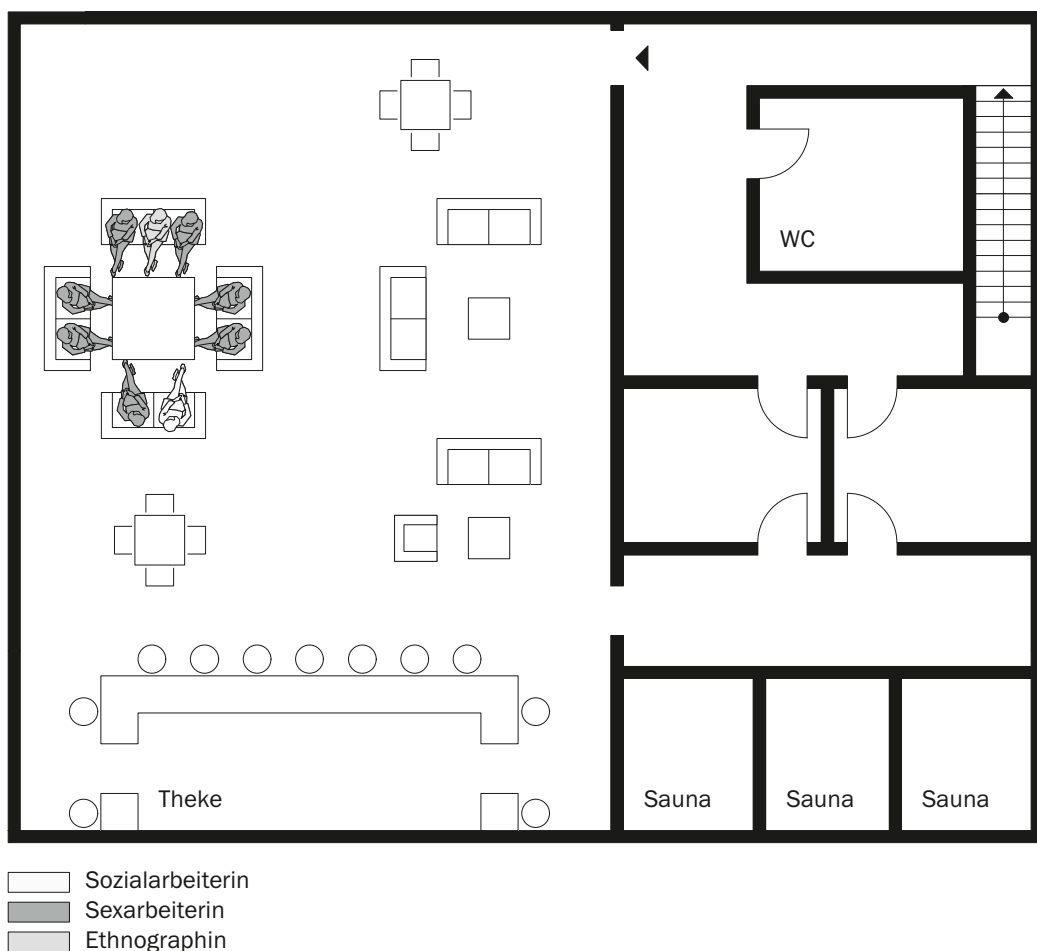 WC
Theke
Sauna
Sauna
Sauna
Sozialarbeiterin
Sexarbeiterin
Ethnographin